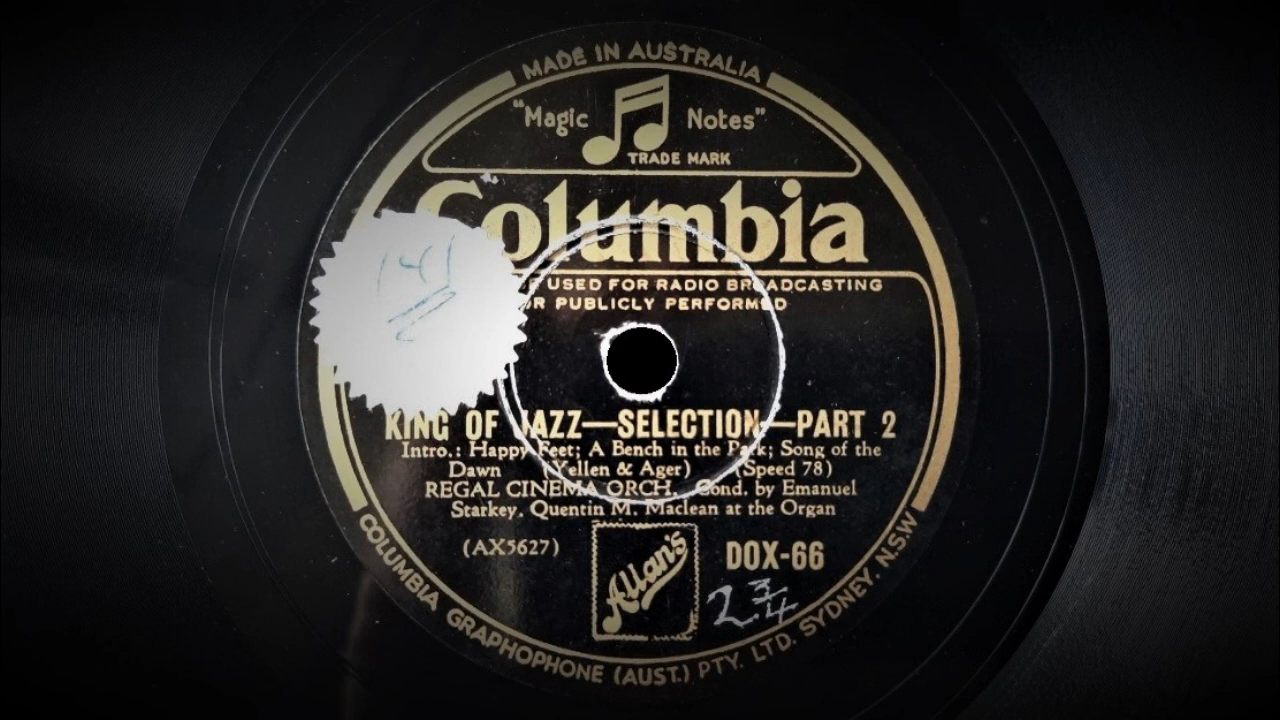 MADE IN AUSTRALIA
"Magic Notes"
TRADE MARK
Columbia
USED FOR RADIO BROADCASTING
OR PUBLICLY PERFORMED
KING OF JAZZ—SELECTION—PART 2
Intro.: Happy Feet; A Bench in the Park; Song of the
Dawn (Yellen & Ager) (Speed 78)
REGAL CINEMA ORCH. Cond. by Emanuel
Starkey. Quentin M. Maclean at the Organ
(AX5627)
Allan's
DOX-66
2 3/4
COLUMBIA GRAPHOPHONE (AUST.) PTY. LTD. SYDNEY. N.S.W